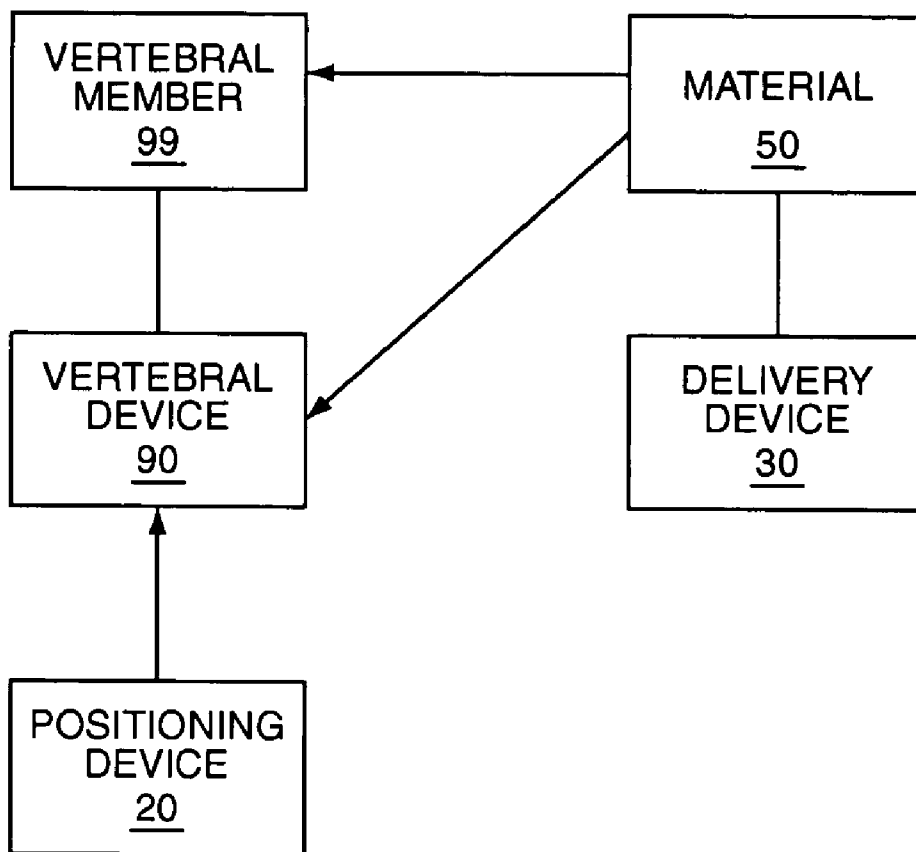 VERTEBRAL
MEMBER
99
MATERIAL
50
VERTEBRAL
DEVICE
90
DELIVERY
DEVICE
30
POSITIONING
DEVICE
20